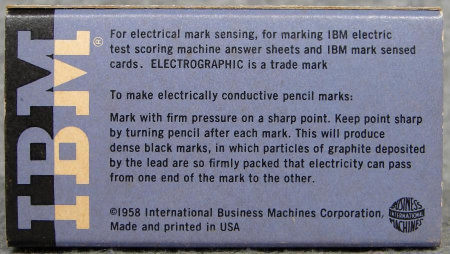 IBM®
For electrical mark sensing, for marking IBM electric
test scoring machine answer sheets and IBM mark sensed
cards. ELECTROGRAPHIC is a trade mark
To make electrically conductive pencil marks:
Mark with firm pressure on a sharp point. Keep point sharp
by turning pencil after each mark. This will produce
dense black marks, in which particles of graphite deposited
by the lead are so firmly packed that electricity can pass
from one end of the mark to the other.
©1958 International Business Machines Corporation,
Made and printed in USA
BUSINESS
INTERNATIONAL
MACHINES